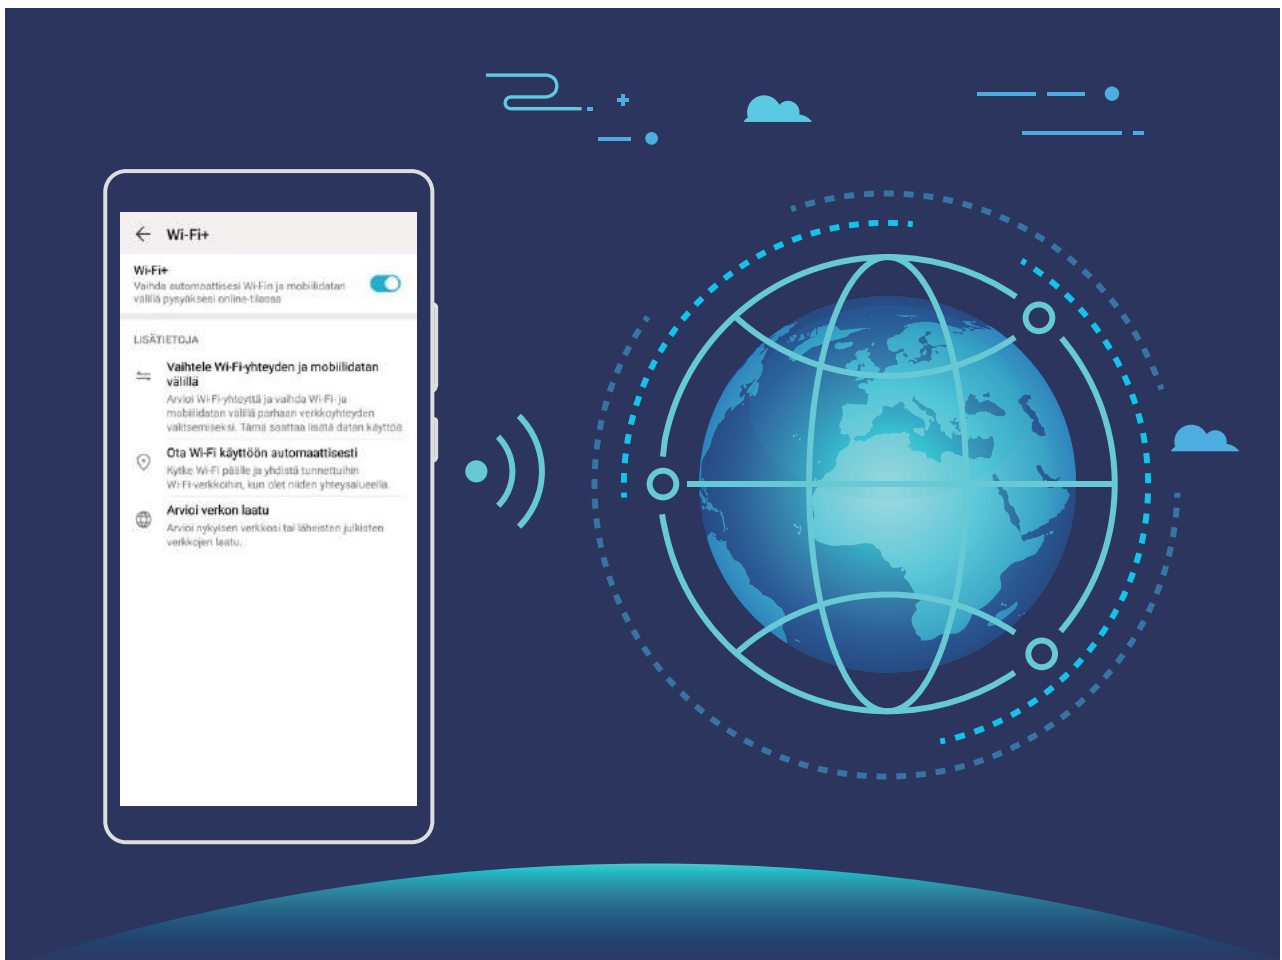 Wi-Fi+
Wi-Fi+
Vaihda automaattisesi Wi-Fin ja mobiilidatan
välillä pysyäksesi online-tilassa
LISÄTIETOJA
Vaihtele Wi-Fi-yhteyden ja mobiilidatan
välillä
Arvioi Wi-Fi-yhteyttä ja vaihda Wi-Fi- ja
mobiilidatan välillä parhaan verkkoyhteyden
valitsemiseksi. Tämä saattaa lisätä datan käyttöä.
Ota Wi-Fi käyttöön automaattisesti
Kytke Wi-Fi päälle ja yhdistä tunnettuihin
Wi-Fi-verkkoihin, kun olet niiden yhteysalueella.
Arvioi verkon laatu
Arvioi nykyisen verkkosi tai läheisten julkisten
verkkojen laatu.